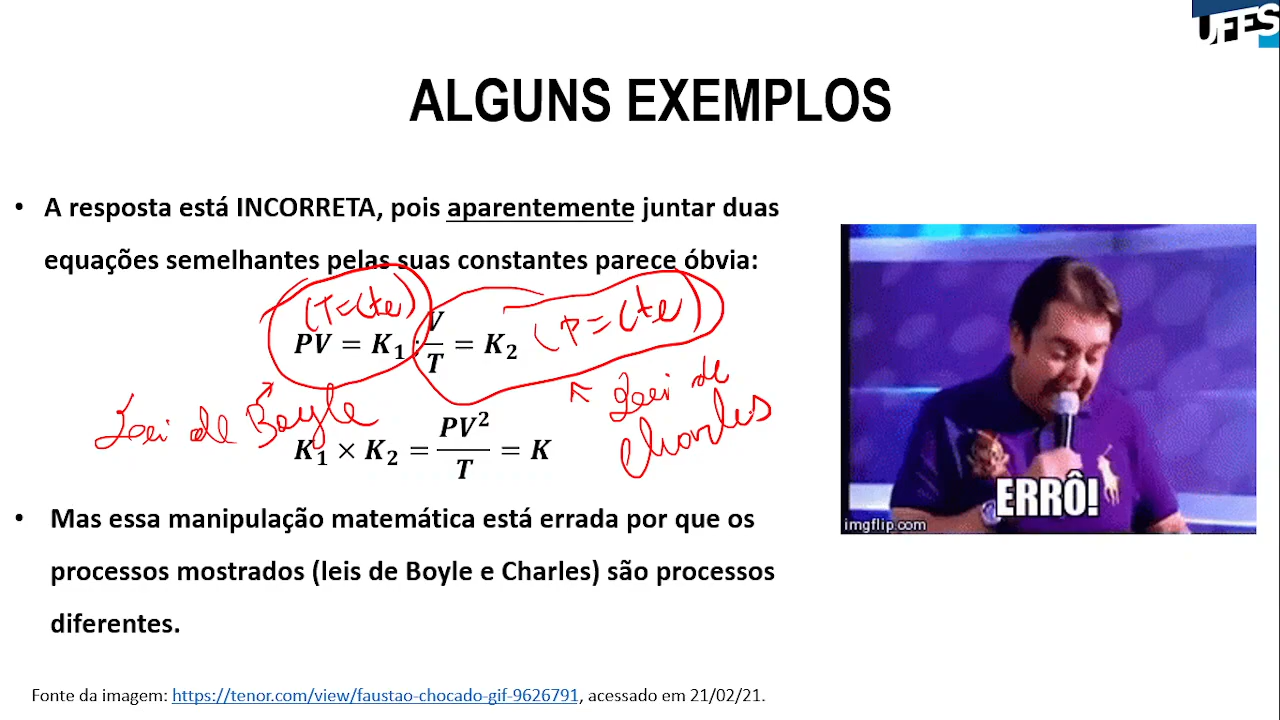 UFES
ALGUNS EXEMPLOS
• A resposta está INCORRETA, pois aparentemente juntar duas
equações semelhantes pelas suas constantes parece óbvia:
(T=Cte) (P=Cte)
PV = K₁ ; V/T = K₂
Lei de Boyle
Lei de
Charles
K₁ × K₂ = PV²/T = K
• Mas essa manipulação matemática está errada por que os
processos mostrados (leis de Boyle e Charles) são processos
diferentes.
ERRÔ!
imgflip.com
Fonte da imagem: https://tenor.com/view/faustao-chocado-gif-9626791, acessado em 21/02/21.